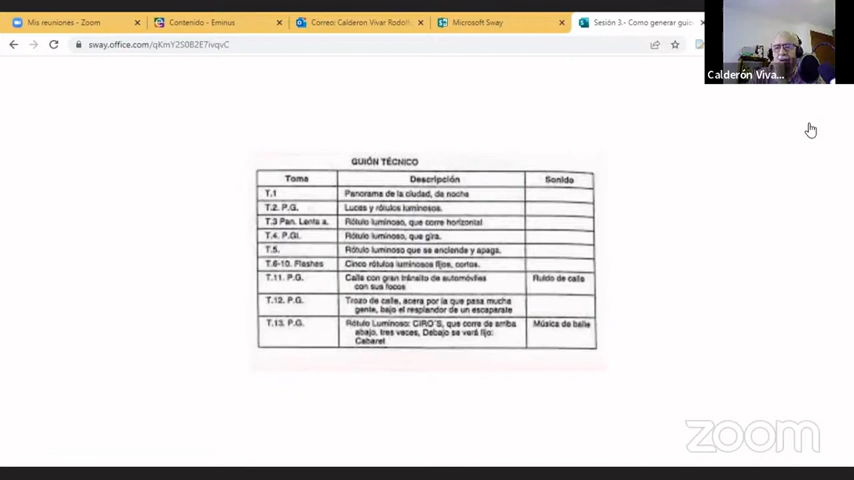 Mis reuniones - Zoom
Contenido - Eminus
Correo: Calderon Vivar Rodolfo
Microsoft Sway
Sesión 3.- Como generar guio
sway.office.com/qKmY2S0B2E7ivqvC
Calderón Viva...
GUIÓN TÉCNICO
Toma Descripción Sonido
T.1 Panorama de la ciudad, de noche
T.2. P.G. Luces y rótulos luminosos.
T.3 Pan. Lenta a. Rótulo luminoso, que corre horizontal
T.4. P.Gl. Rótulo luminoso, que gira.
T.5. Rótulo luminoso que se enciende y apaga.
T.6-10. Flashes Cinco rótulos luminosos fijos, cortos.
T.11. P.G. Calle con gran tránsito de automóviles Ruido de calle
con sus focos
T.12. P.G. Trozo de calle, acera por la que pasa mucha
gente, bajo el resplandor de un escaparate
T.13. P.G. Rótulo Luminoso: CIRO'S, que corre de arriba Música de baile
abajo, tres veces, Debajo se verá fijo:
Cabaret
zoom